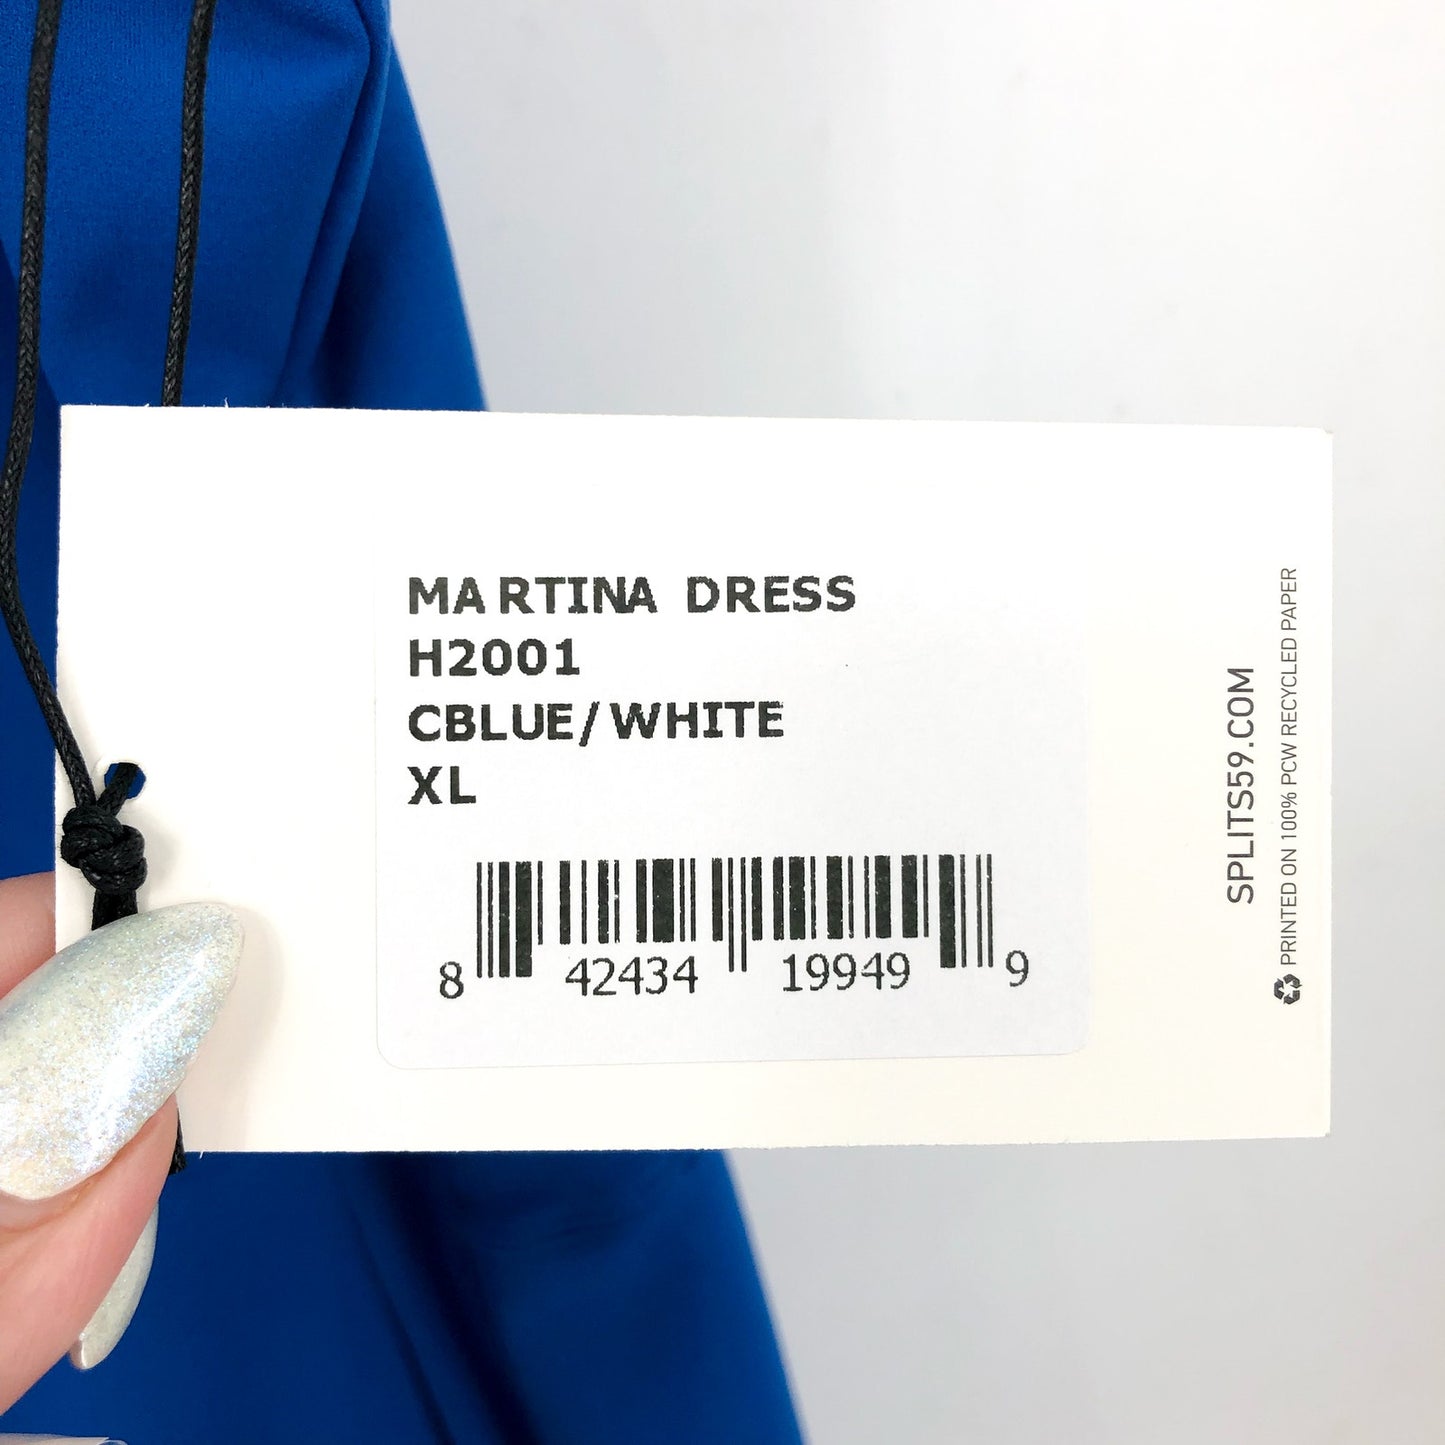 MARTINA DRESS
H2001
CBLUE/WHITE
XL
8 42434 19949 9
SPLITS59.COM
PRINTED ON 100% PCW RECYCLED PAPER